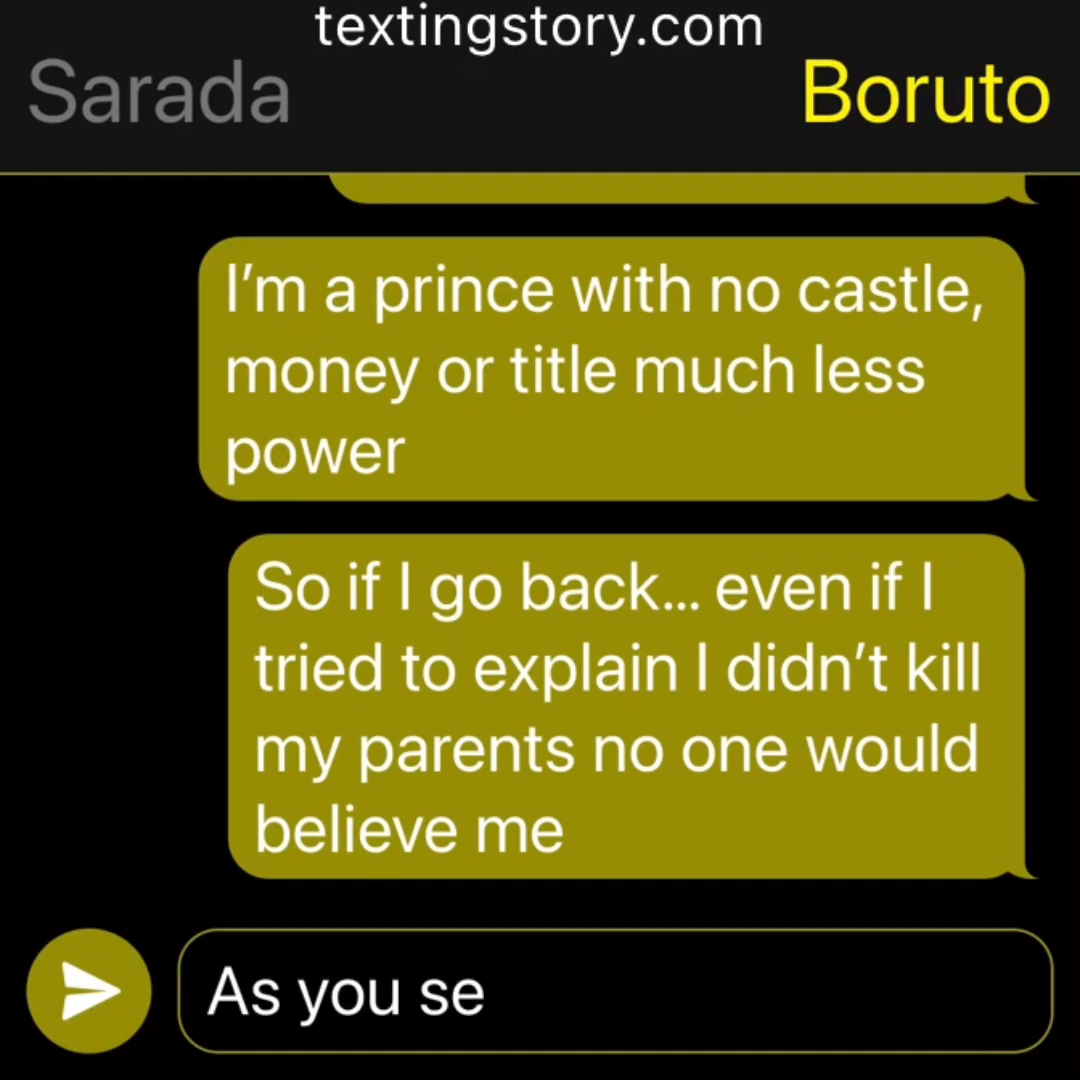 textingstory.com
Sarada
Boruto
I’m a prince with no castle,
money or title much less
power
So if I go back... even if I
tried to explain I didn’t kill
my parents no one would
believe me
As you se